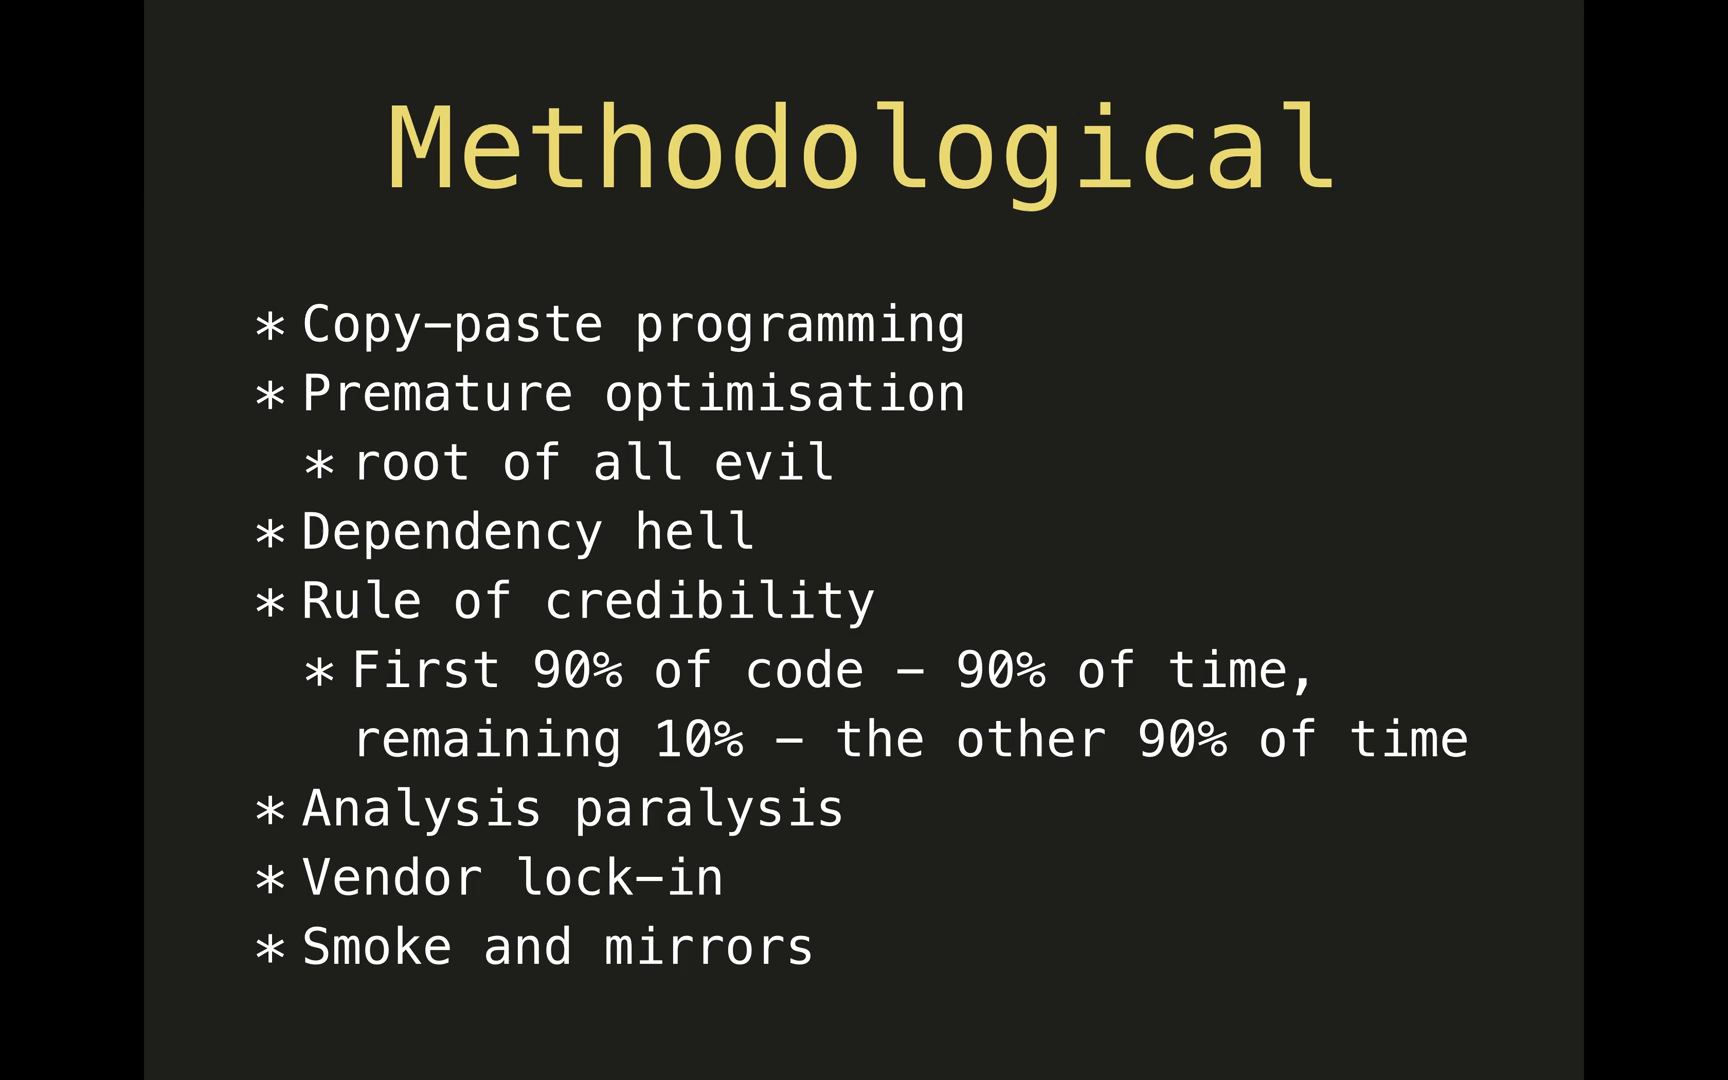 Methodological
* Copy-paste programming
* Premature optimisation
* root of all evil
* Dependency hell
* Rule of credibility
* First 90% of code - 90% of time,
remaining 10% - the other 90% of time
* Analysis paralysis
* Vendor lock-in
* Smoke and mirrors